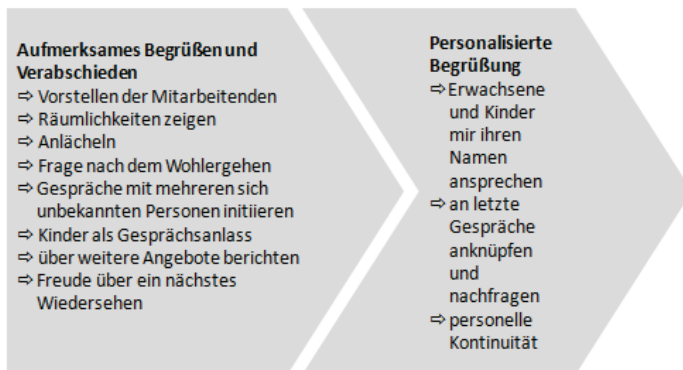 Aufmerksames Begrüßen und
Verabschieden
⇨ Vorstellen der Mitarbeitenden
⇨ Räumlichkeiten zeigen
⇨ Anlächeln
⇨ Frage nach dem Wohlergehen
⇨ Gespräche mit mehreren sich
unbekannten Personen initiieren
⇨ Kinder als Gesprächsanlass
⇨ über weitere Angebote berichten
⇨ Freude über ein nächstes
Wiedersehen
Personalisierte
Begrüßung
⇨ Erwachsene
und Kinder
mir ihren
Namen
ansprechen
⇨ an letzte
Gespräche
anknüpfen
und
nachfragen
⇨ personelle
Kontinuität